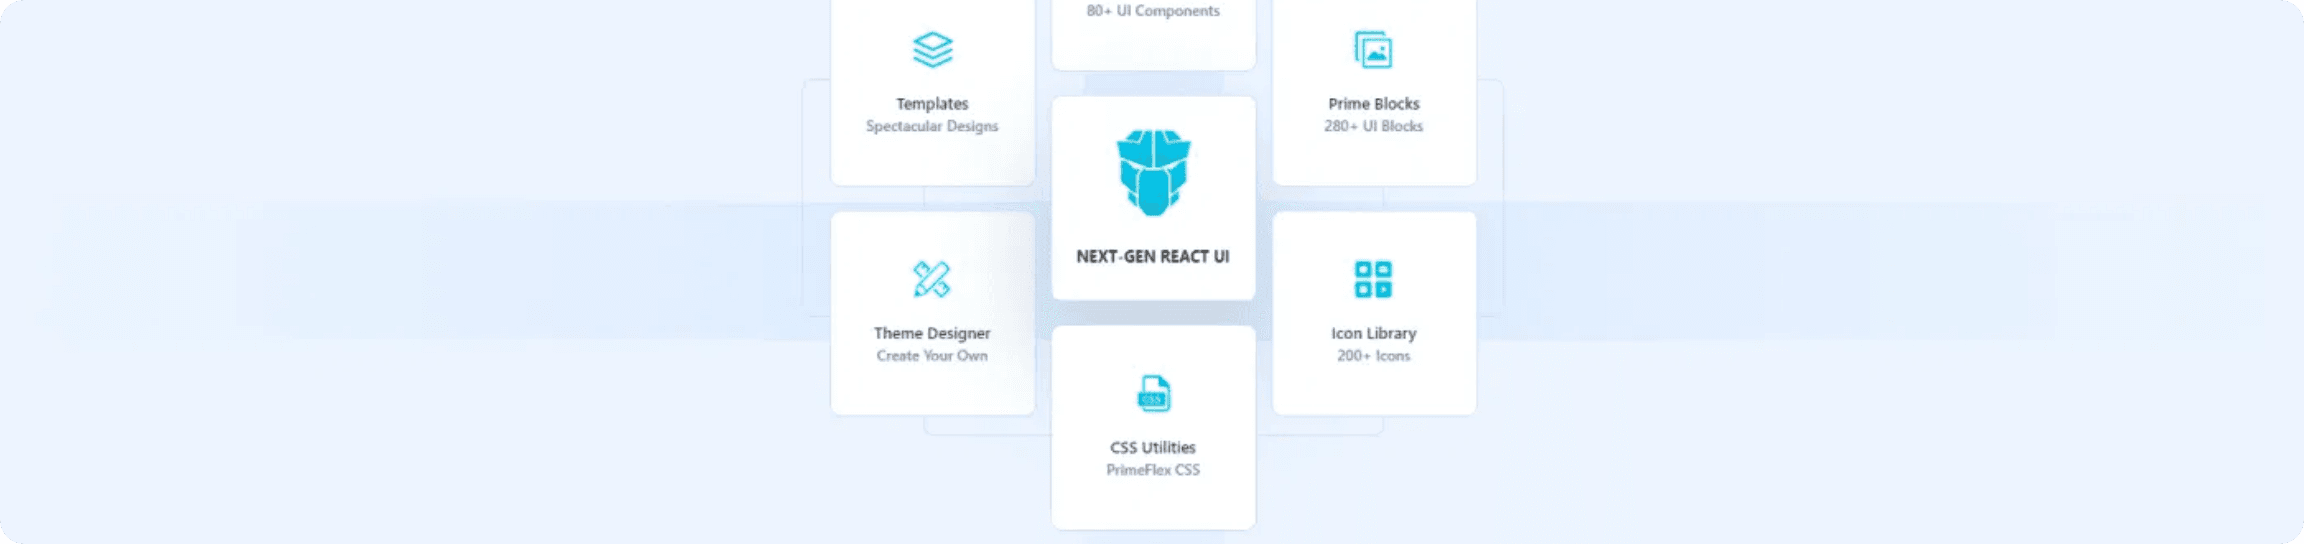 80+ UI Components
Templates
Spectacular Designs
Prime Blocks
280+ UI Blocks
NEXT-GEN REACT UI
Theme Designer
Create Your Own
Icon Library
200+ Icons
CSS
CSS Utilities
PrimeFlex CSS